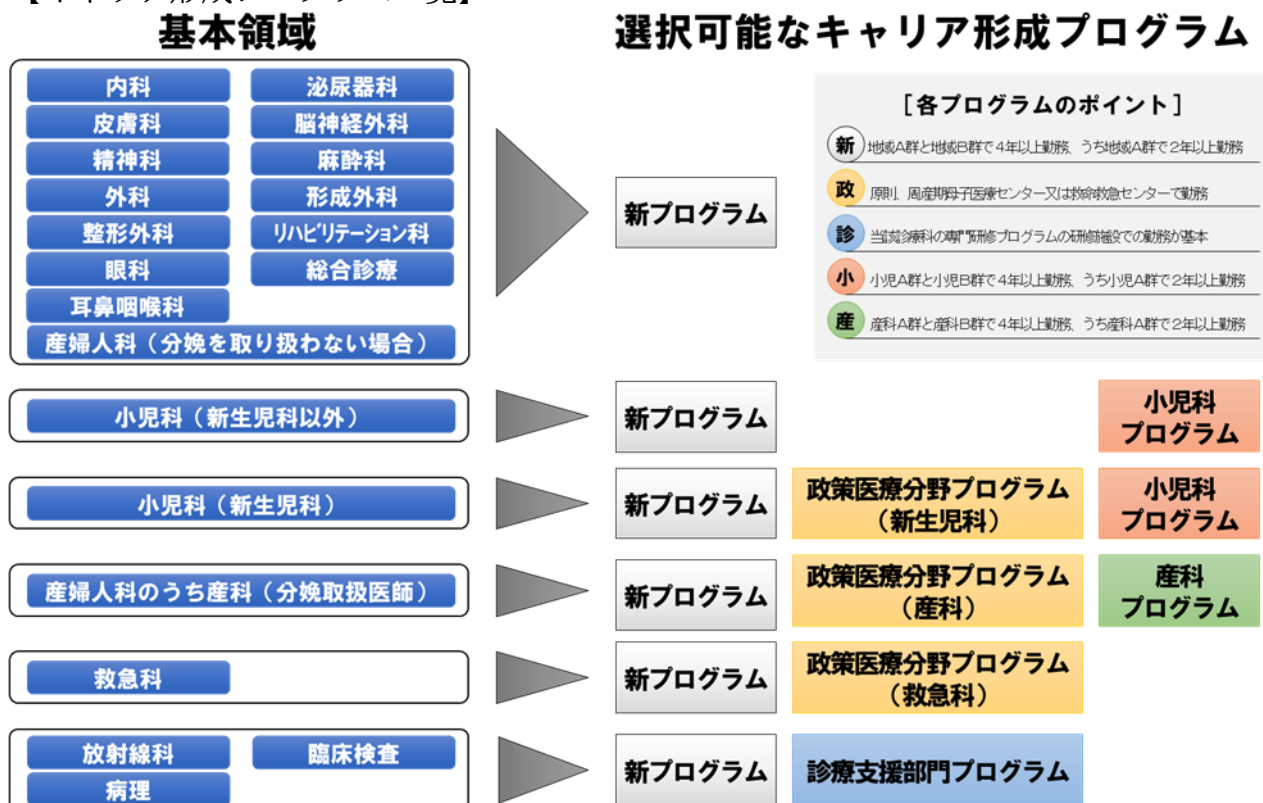 【キャリア形成プログラム一覧】
基本領域
選択可能なキャリア形成プログラム
内科
泌尿器科
皮膚科
脳神経外科
精神科
麻酔科
外科
形成外科
整形外科
リハビリテーション科
眼科
総合診療
耳鼻咽喉科
産婦人科（分娩を取り扱わない場合）
新プログラム
［各プログラムのポイント］
新 地域A群と地域B群で4年以上勤務、うち地域A群で2年以上勤務
政 原則、周産期母子医療センター又は救命救急センターで勤務
診 当該診療科の専門研修プログラムの研修施設での勤務が基本
小 小児A群と小児B群で4年以上勤務、うち小児A群で2年以上勤務
産 産科A群と産科B群で4年以上勤務、うち産科A群で2年以上勤務
小児科（新生児科以外）
新プログラム
小児科
プログラム
小児科（新生児科）
新プログラム
政策医療分野プログラム
（新生児科）
小児科
プログラム
産婦人科のうち産科（分娩取扱医師）
新プログラム
政策医療分野プログラム
（産科）
産科
プログラム
救急科
新プログラム
政策医療分野プログラム
（救急科）
放射線科
臨床検査
病理
新プログラム
診療支援部門プログラム